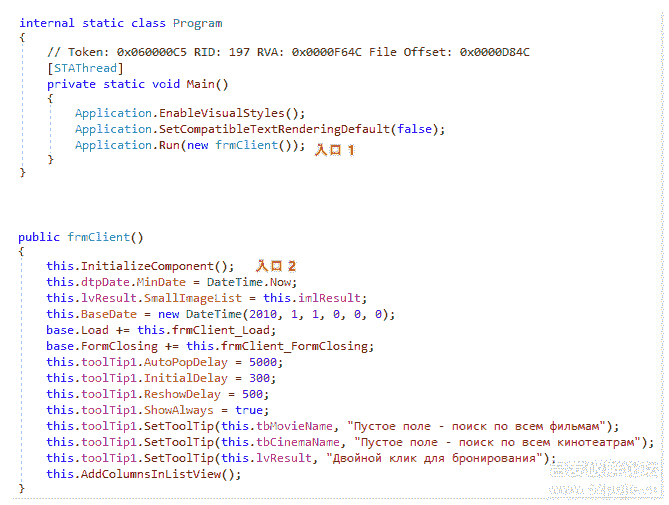 internal static class Program
{
    // Token: 0x060000C5 RID: 197 RVA: 0x0000F64C File Offset: 0x0000D84C
    [STAThread]
    private static void Main()
    {
        Application.EnableVisualStyles();
        Application.SetCompatibleTextRenderingDefault(false);
        Application.Run(new frmClient()); 入口 1
    }
}
public frmClient()
{
    this.InitializeComponent(); 入口 2
    this.dtpDate.MinDate = DateTime.Now;
    this.lvResult.SmallImageList = this.imlResult;
    this.BaseDate = new DateTime(2010, 1, 1, 0, 0, 0);
    base.Load += this.frmClient_Load;
    base.FormClosing += this.frmClient_FormClosing;
    this.toolTip1.AutoPopDelay = 5000;
    this.toolTip1.InitialDelay = 300;
    this.toolTip1.ReshowDelay = 500;
    this.toolTip1.ShowAlways = true;
    this.toolTip1.SetToolTip(this.tbMovieName, "Пустое поле - поиск по всем фильмам");
    this.toolTip1.SetToolTip(this.tbCinemaName, "Пустое поле - поиск по всем кинотеатрам");
    this.toolTip1.SetToolTip(this.lvResult, "Двойной клик для бронирования");
    this.AddColumnsInListView();
}